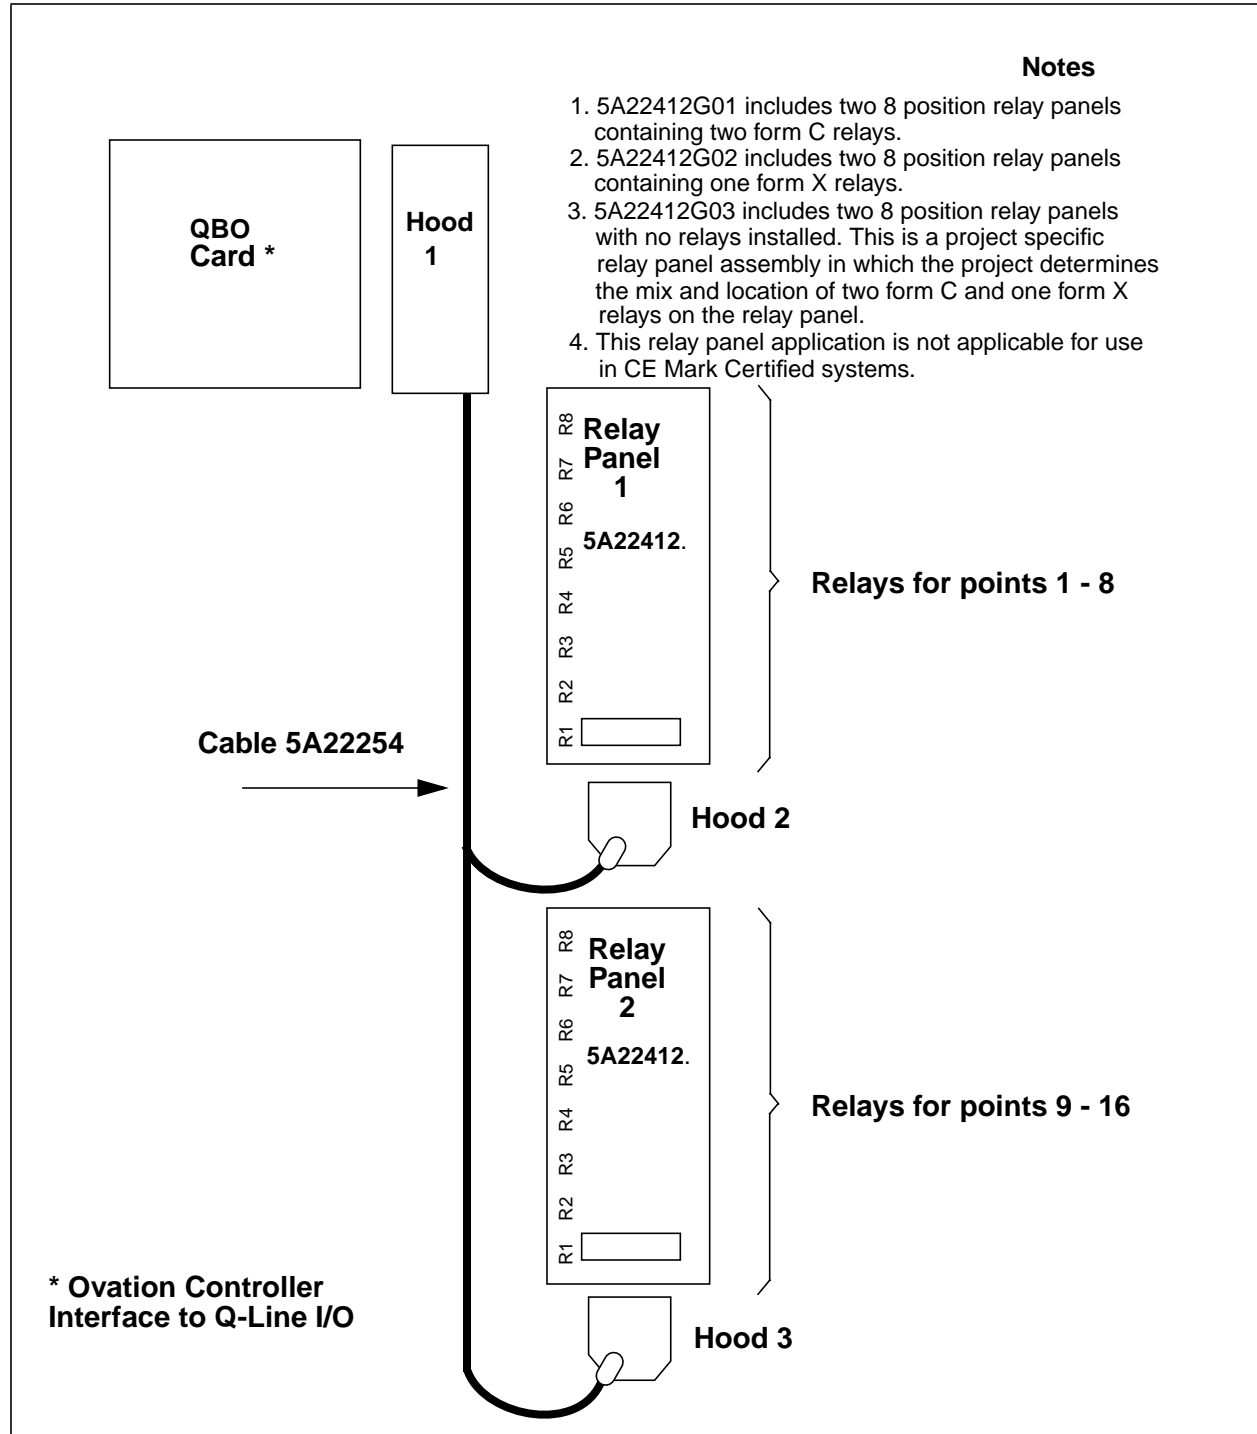 Notes
1. 5A22412G01 includes two 8 position relay panels
containing two form C relays.
2. 5A22412G02 includes two 8 position relay panels
containing one form X relays.
3. 5A22412G03 includes two 8 position relay panels
with no relays installed. This is a project specific
relay panel assembly in which the project determines
the mix and location of two form C and one form X
relays on the relay panel.
4. This relay panel application is not applicable for use
in CE Mark Certified systems.
QBO
Card *
Hood
1
R8
R7
R6
R5
R4
R3
R2
R1
Relay
Panel
1
5A22412.
Relays for points 1 - 8
Cable 5A22254
Hood 2
R8
R7
R6
R5
R4
R3
R2
R1
Relay
Panel
2
5A22412.
Relays for points 9 - 16
* Ovation Controller
Interface to Q-Line I/O
Hood 3